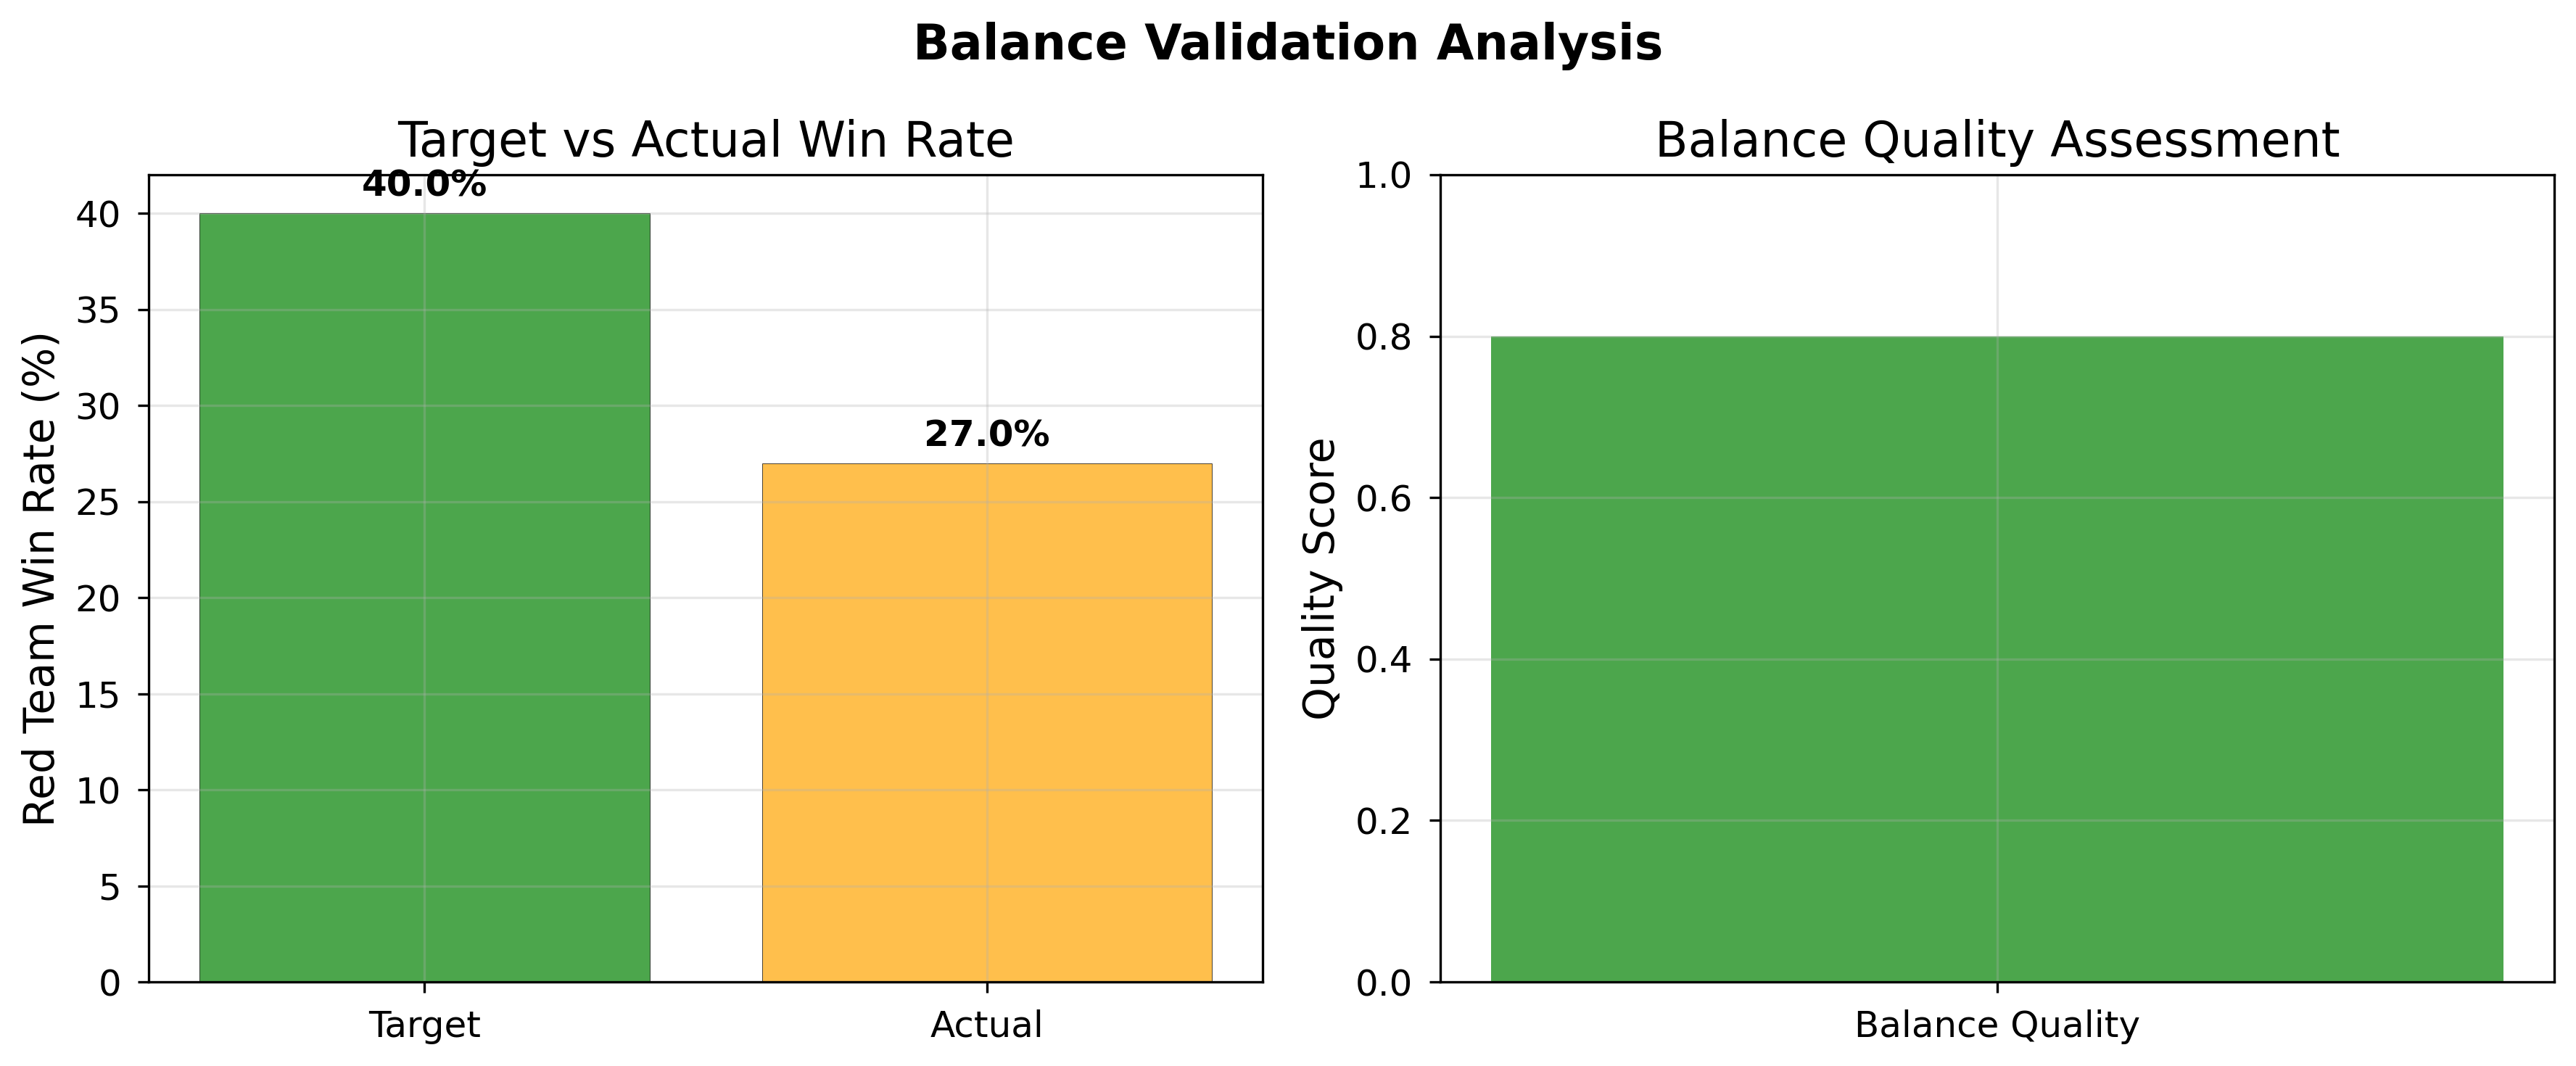 Balance Validation Analysis
Target vs Actual Win Rate
40.0%
27.0%
Red Team Win Rate (%)
40
35
30
25
20
15
10
5
0
Target
Actual
Balance Quality Assessment
Quality Score
1.0
0.8
0.6
0.4
0.2
0.0
Balance Quality